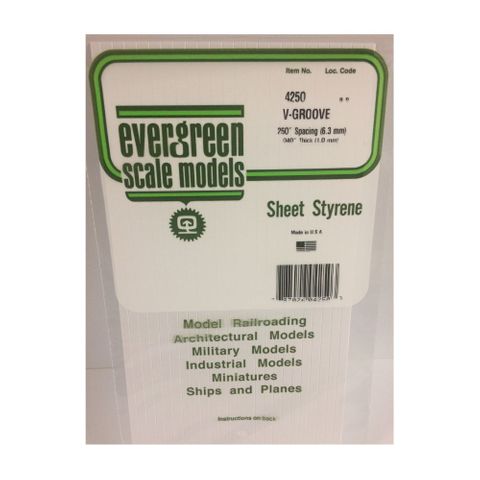 Item No. Loc. Code
4250
V-GROOVE
.250" Spacing (6.3 mm)
.040" Thick (1.0 mm)
evergreen
scale models
Sheet Styrene
Made in U.S.A.
Model Railroading
Architectural Models
Military Models
Industrial Models
Miniatures
Ships and Planes
Instructions on Back